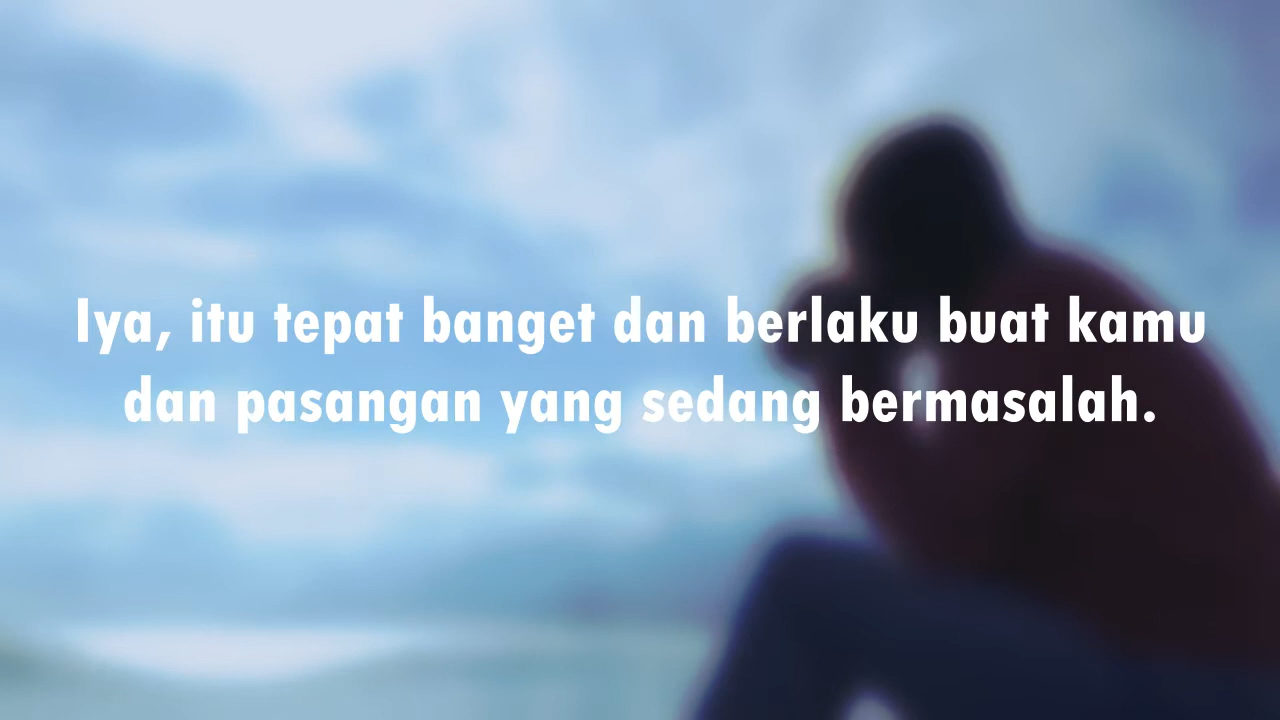 Iya, itu tepat banget dan berlaku buat kamu
dan pasangan yang sedang bermasalah.